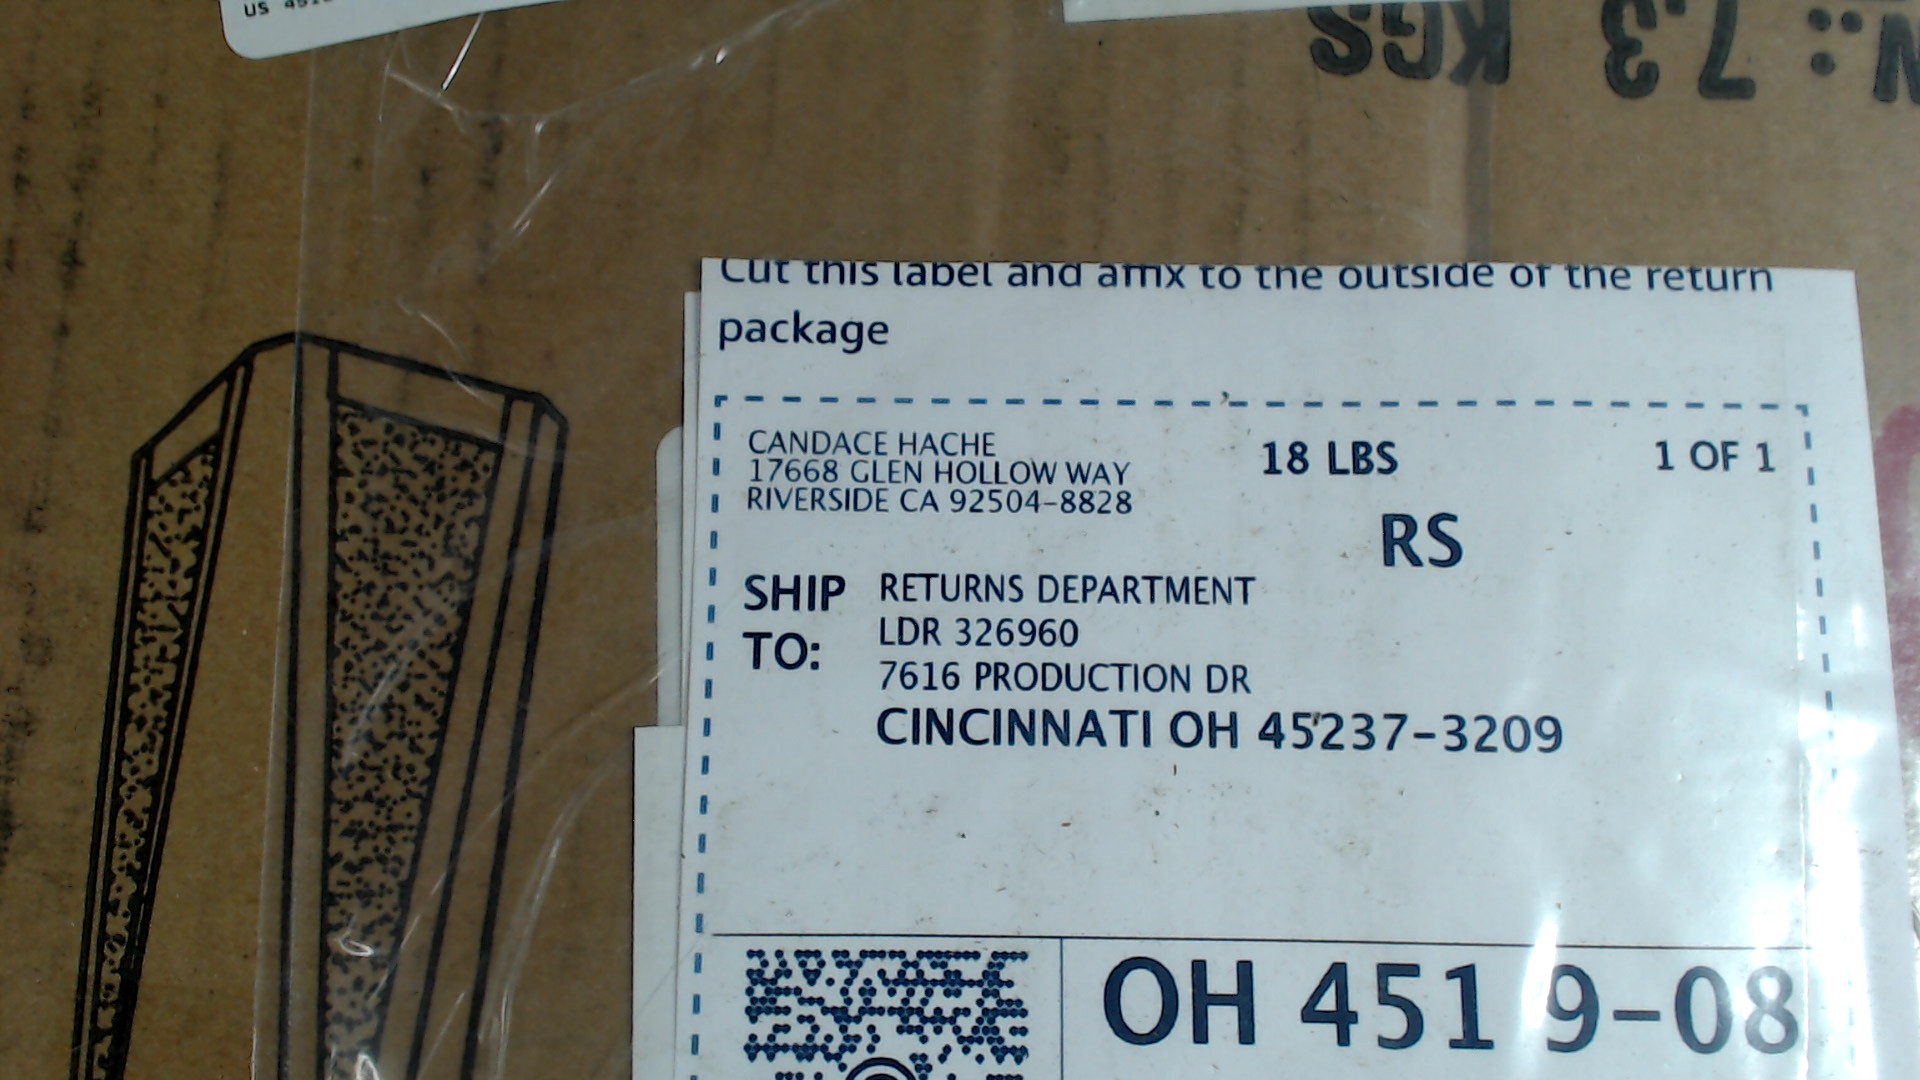 US
N.: 7.3 KGS
Cut this label and affix to the outside of the return
package
CANDACE HACHE
17668 GLEN HOLLOW WAY
RIVERSIDE CA 92504-8828
18 LBS
1 OF 1
RS
SHIP TO:
RETURNS DEPARTMENT
LDR 326960
7616 PRODUCTION DR
CINCINNATI OH 45237-3209
OH 451 9-08